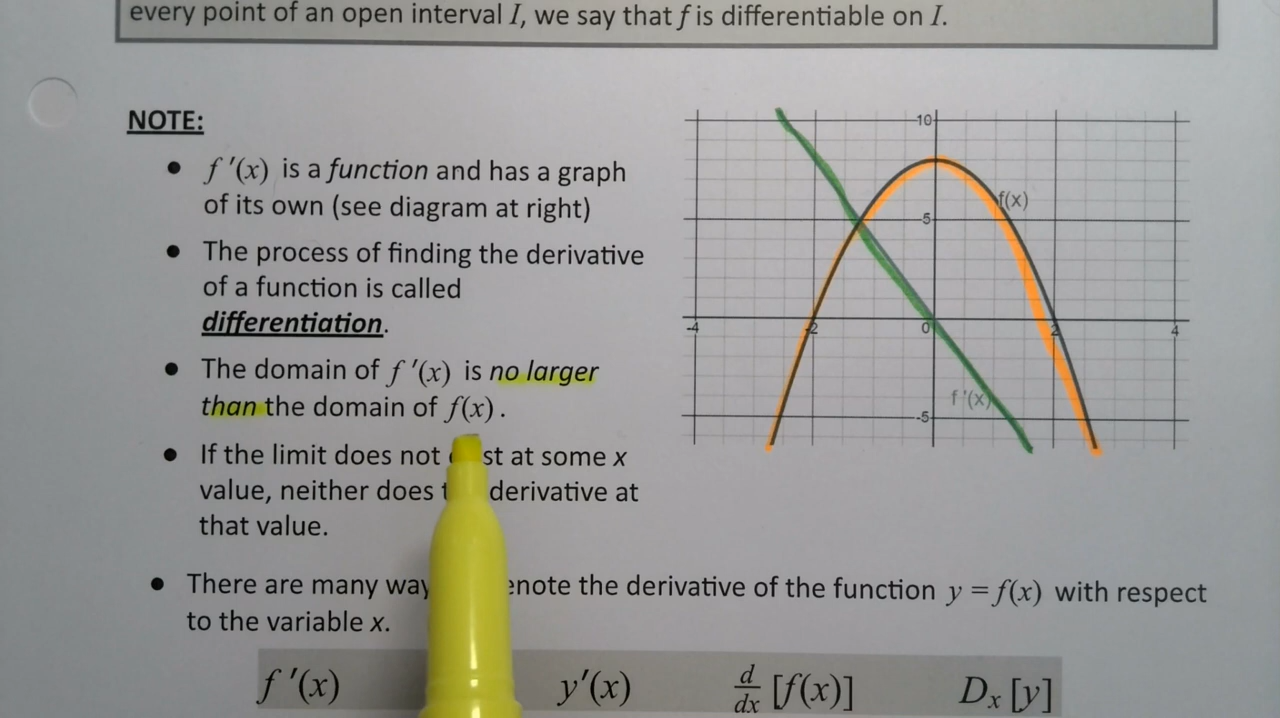 every point of an open interval I, we say that f is differentiable on I.
NOTE:
• f '(x) is a function and has a graph
of its own (see diagram at right)
• The process of finding the derivative
of a function is called
differentiation.
• The domain of f '(x) is no larger
than the domain of f(x).
• If the limit does not st at some x
value, neither does derivative at
that value.
• There are many way enote the derivative of the function y = f(x) with respect
to the variable x.
f '(x) y'(x) d/dx [f(x)] Dx [y]
10
f(x)
5
-4 -2 0 2 4
f '(x)
-5